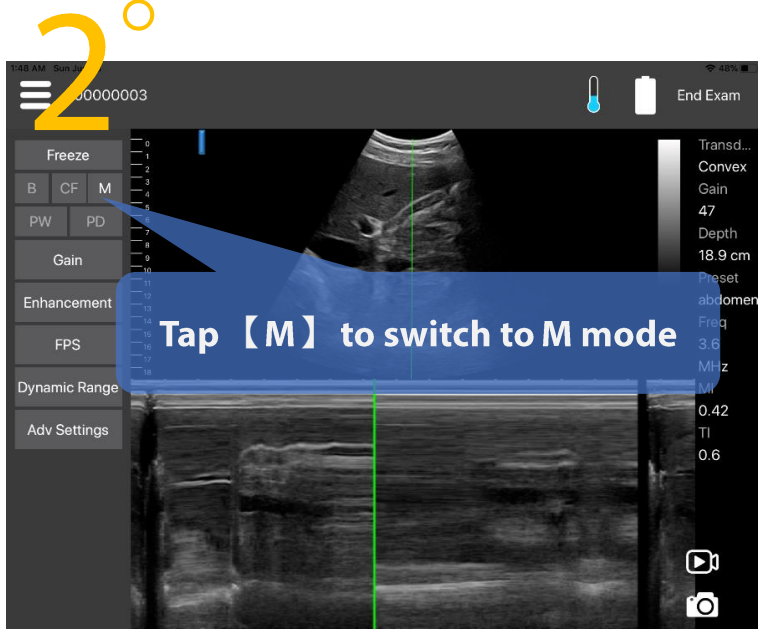 2°
1:48 AM Sun Ju
48%
00000003
End Exam
Freeze
B CF M
PW PD
Gain
Enhancement
FPS
Dynamic Range
Adv Settings
0
1
2
3
4
5
6
7
8
9
10
11
12
13
14
15
16
17
18
Tap 【M】 to switch to M mode
Transd...
Convex
Gain
47
Depth
18.9 cm
Preset
abdomen
Freq
3.6
MHz
MI
0.42
TI
0.6